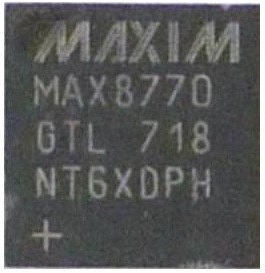 MAXIM
MAX8770
GTL 718
NT6XDPH
+